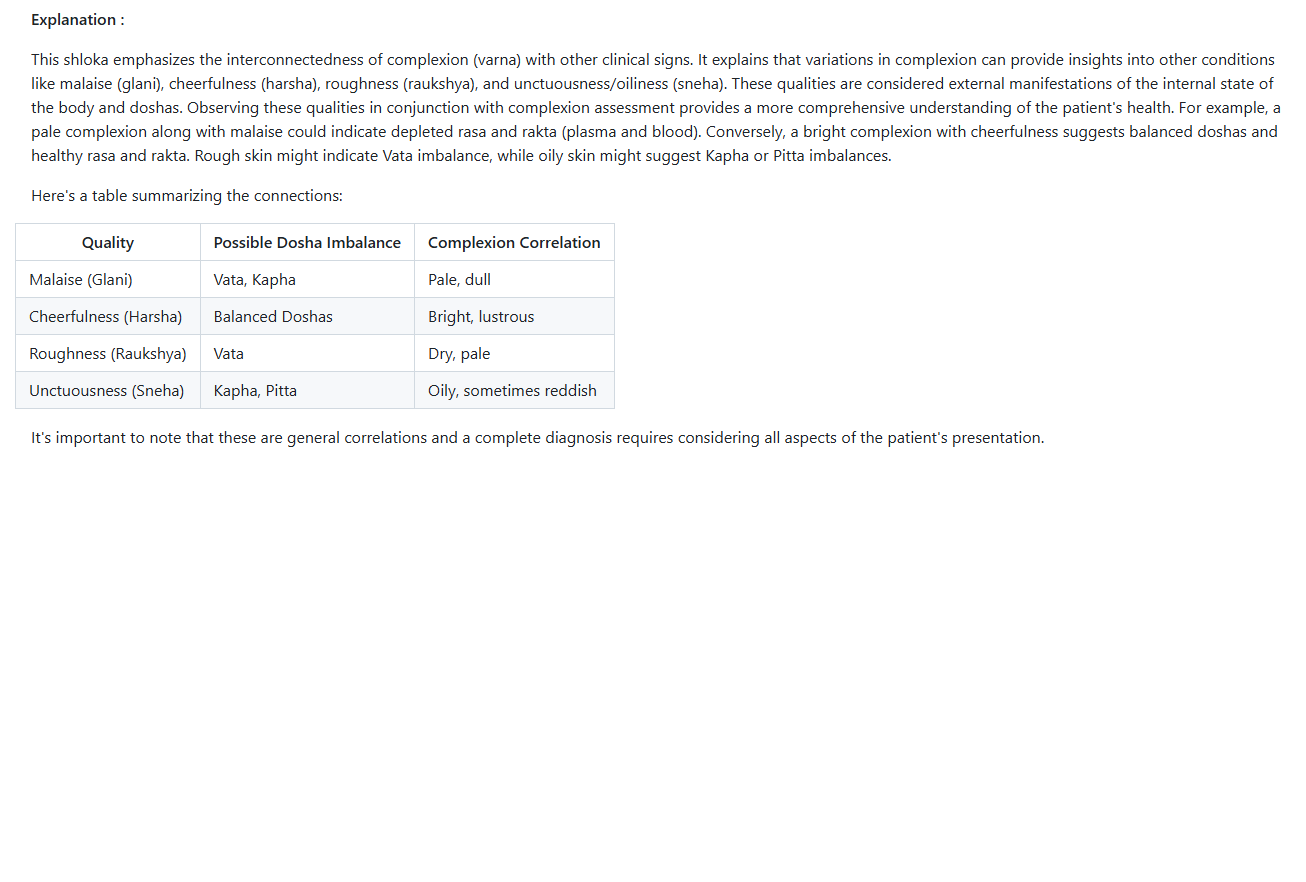 Explanation :
This shloka emphasizes the interconnectedness of complexion (varna) with other clinical signs. It explains that variations in complexion can provide insights into other conditions
like malaise (glani), cheerfulness (harsha), roughness (raukshya), and unctuousness/oiliness (sneha). These qualities are considered external manifestations of the internal state of
the body and doshas. Observing these qualities in conjunction with complexion assessment provides a more comprehensive understanding of the patient's health. For example, a
pale complexion along with malaise could indicate depleted rasa and rakta (plasma and blood). Conversely, a bright complexion with cheerfulness suggests balanced doshas and
healthy rasa and rakta. Rough skin might indicate Vata imbalance, while oily skin might suggest Kapha or Pitta imbalances.
Here's a table summarizing the connections:
Quality Possible Dosha Imbalance Complexion Correlation
Malaise (Glani) Vata, Kapha Pale, dull
Cheerfulness (Harsha) Balanced Doshas Bright, lustrous
Roughness (Raukshya) Vata Dry, pale
Unctuousness (Sneha) Kapha, Pitta Oily, sometimes reddish
It's important to note that these are general correlations and a complete diagnosis requires considering all aspects of the patient's presentation.